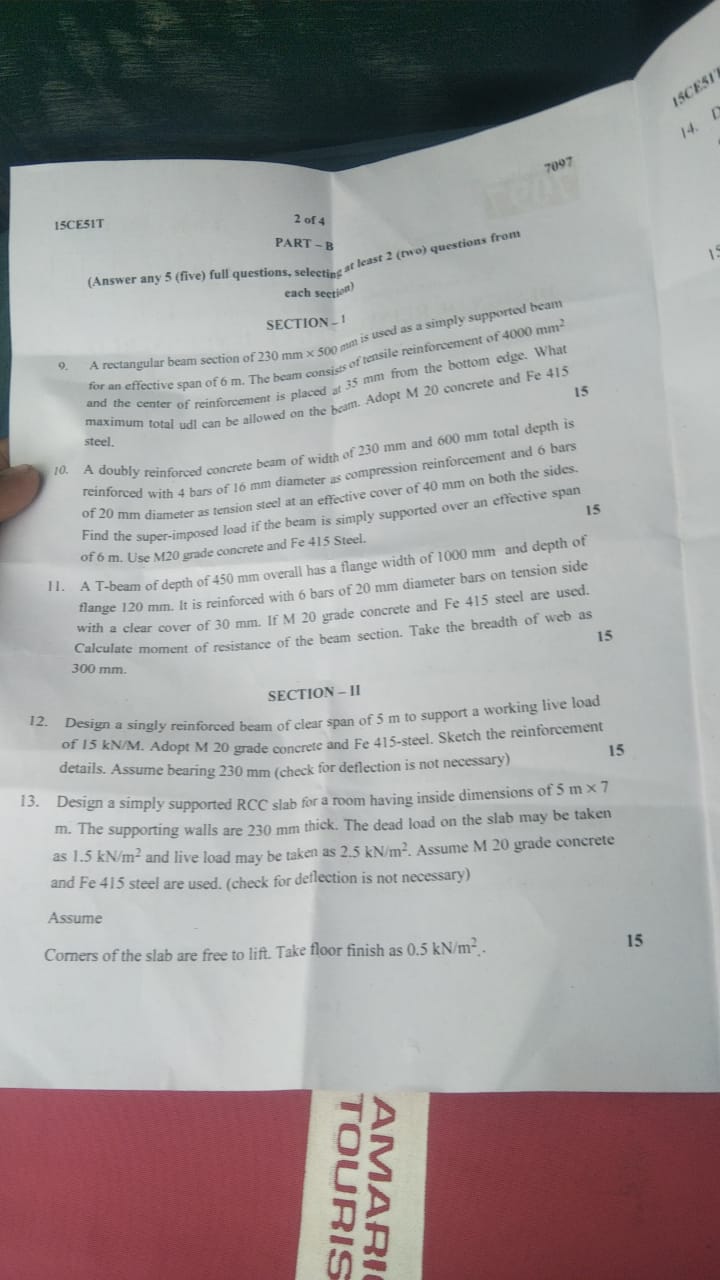 7097
15CE51T
2 of 4
PART – B
(Answer any 5 (five) full questions, selecting at least 2 (two) questions from
each section)
SECTION – I
9. A rectangular beam section of 230 mm × 500 mm is used as a simply supported beam
for an effective span of 6 m. The beam consists of tensile reinforcement of 4000 mm²
and the center of reinforcement is placed at 35 mm from the bottom edge. What
maximum total udl can be allowed on the beam. Adopt M 20 concrete and Fe 415
steel. 15
10. A doubly reinforced concrete beam of width of 230 mm and 600 mm total depth is
reinforced with 4 bars of 16 mm diameter as compression reinforcement and 6 bars
of 20 mm diameter as tension steel at an effective cover of 40 mm on both the sides.
Find the super-imposed load if the beam is simply supported over an effective span
of 6 m. Use M20 grade concrete and Fe 415 Steel. 15
11. A T-beam of depth of 450 mm overall has a flange width of 1000 mm and depth of
flange 120 mm. It is reinforced with 6 bars of 20 mm diameter bars on tension side
with a clear cover of 30 mm. If M 20 grade concrete and Fe 415 steel are used.
Calculate moment of resistance of the beam section. Take the breadth of web as
300 mm. 15
SECTION – II
12. Design a singly reinforced beam of clear span of 5 m to support a working live load
of 15 kN/M. Adopt M 20 grade concrete and Fe 415-steel. Sketch the reinforcement
details. Assume bearing 230 mm (check for deflection is not necessary) 15
13. Design a simply supported RCC slab for a room having inside dimensions of 5 m × 7
m. The supporting walls are 230 mm thick. The dead load on the slab may be taken
as 1.5 kN/m² and live load may be taken as 2.5 kN/m². Assume M 20 grade concrete
and Fe 415 steel are used. (check for deflection is not necessary)
Assume
Corners of the slab are free to lift. Take floor finish as 0.5 kN/m². 15
15CE51T
14. D
AMARI
TOURIS